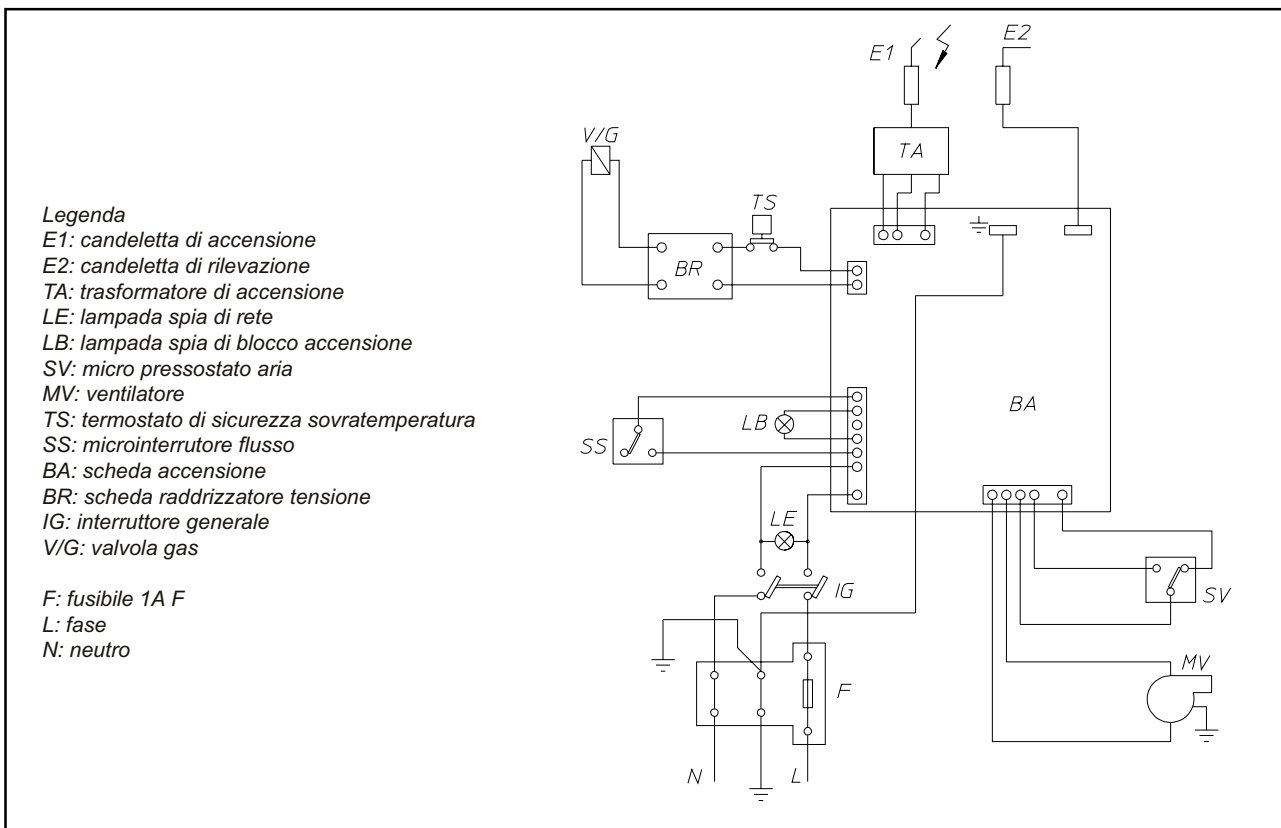 Legenda
E1: candeletta di accensione
E2: candeletta di rilevazione
TA: trasformatore di accensione
LE: lampada spia di rete
LB: lampada spia di blocco accensione
SV: micro pressostato aria
MV: ventilatore
TS: termostato di sicurezza sovratemperatura
SS: microinterrutore flusso
BA: scheda accensione
BR: scheda raddrizzatore tensione
IG: interruttore generale
V/G: valvola gas
F: fusibile 1A F
L: fase
N: neutro
E1
E2
V/G
TA
TS
BR
BA
LB
SS
LE
IG
SV
MV
F
N
L